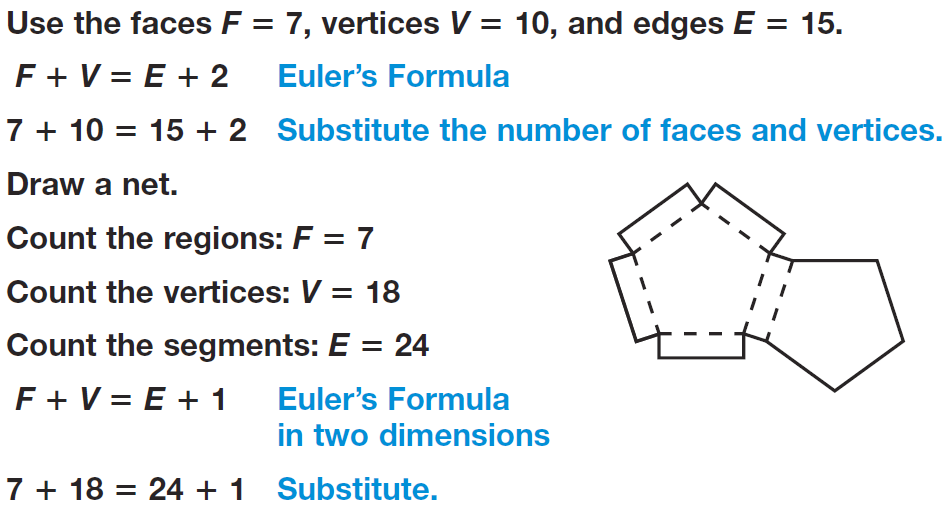 Use the faces F = 7, vertices V = 10, and edges E = 15.
F + V = E + 2 Euler’s Formula
7 + 10 = 15 + 2 Substitute the number of faces and vertices.
Draw a net.
Count the regions: F = 7
Count the vertices: V = 18
Count the segments: E = 24
F + V = E + 1 Euler’s Formula
in two dimensions
7 + 18 = 24 + 1 Substitute.